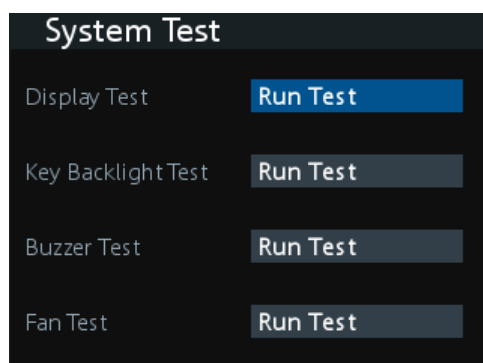 System Test
Display Test Run Test
Key Backlight Test Run Test
Buzzer Test Run Test
Fan Test Run Test